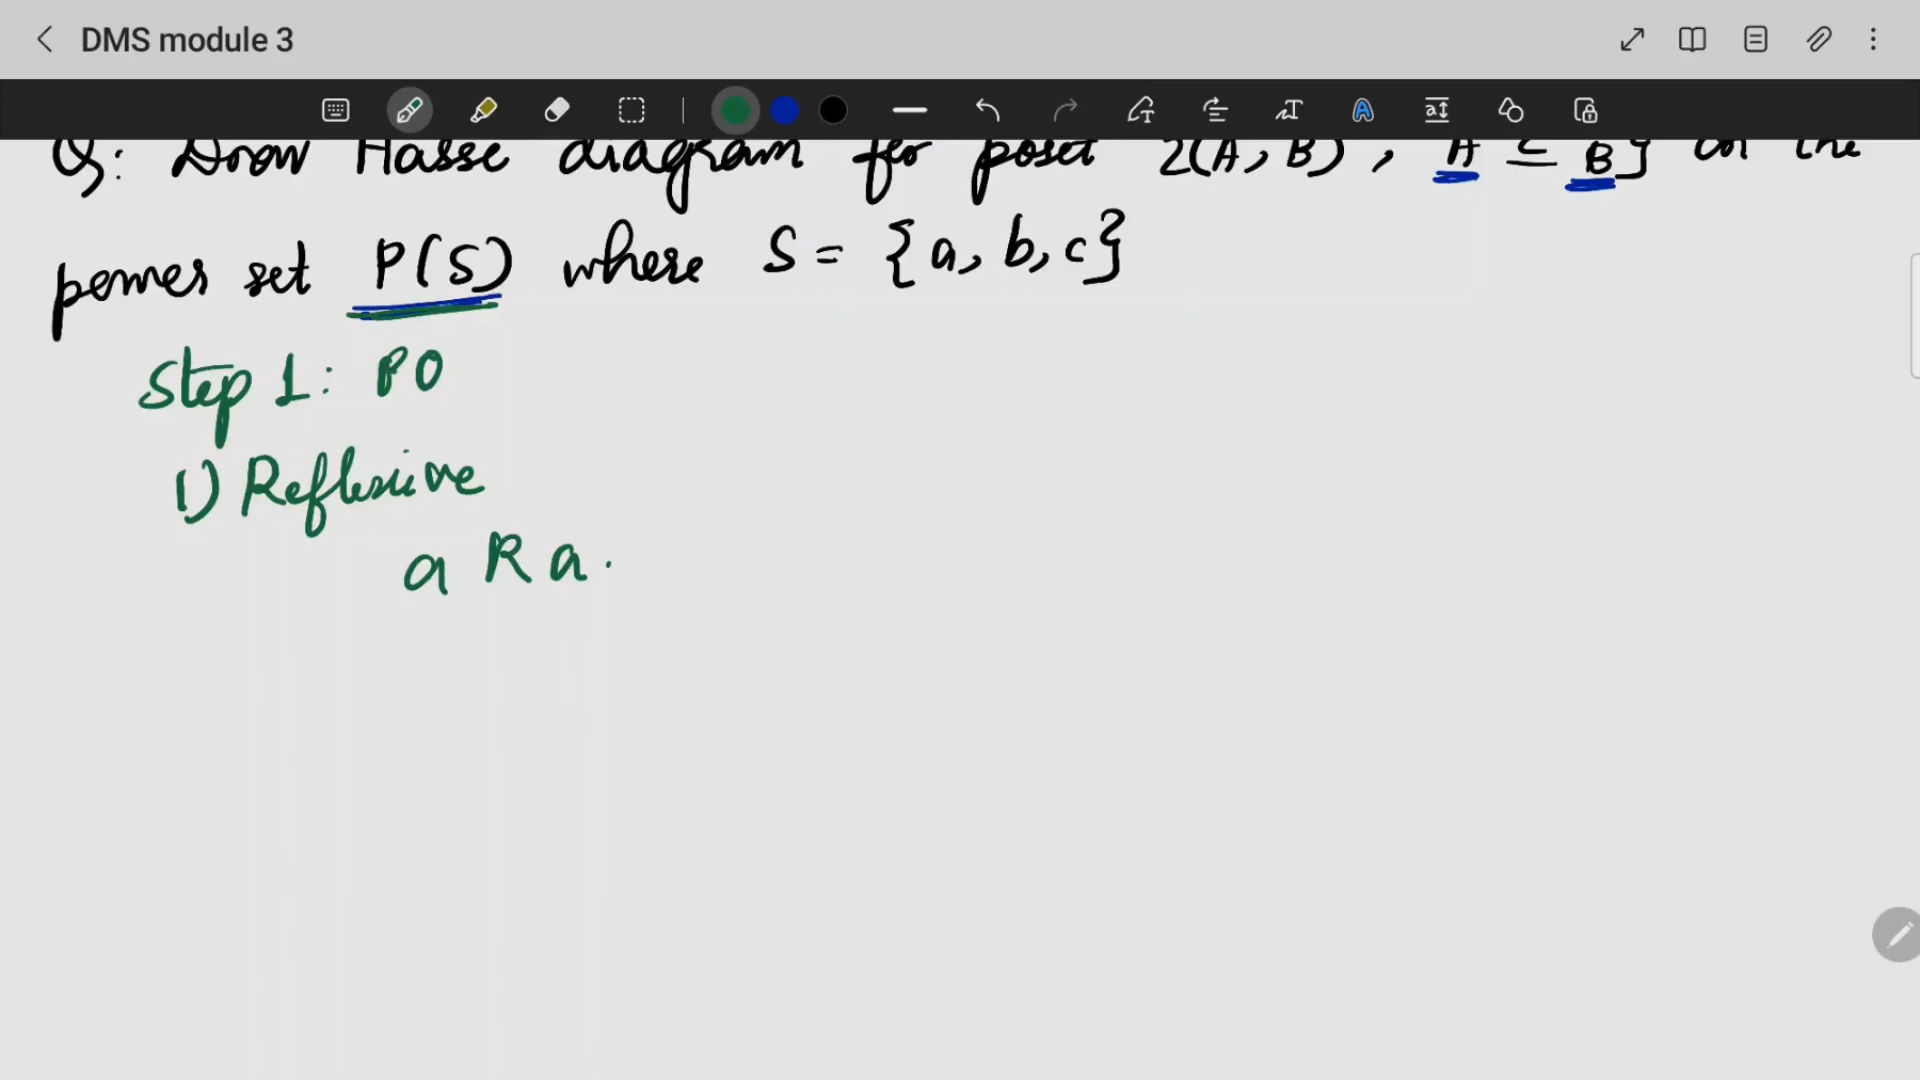 DMS module 3
Q: Draw Hasse diagram for poset {(A, B), A ⊆ B} on the
power set P(S) where S = {a, b, c}
Step 1: PO
1) Reflexive
a R a.